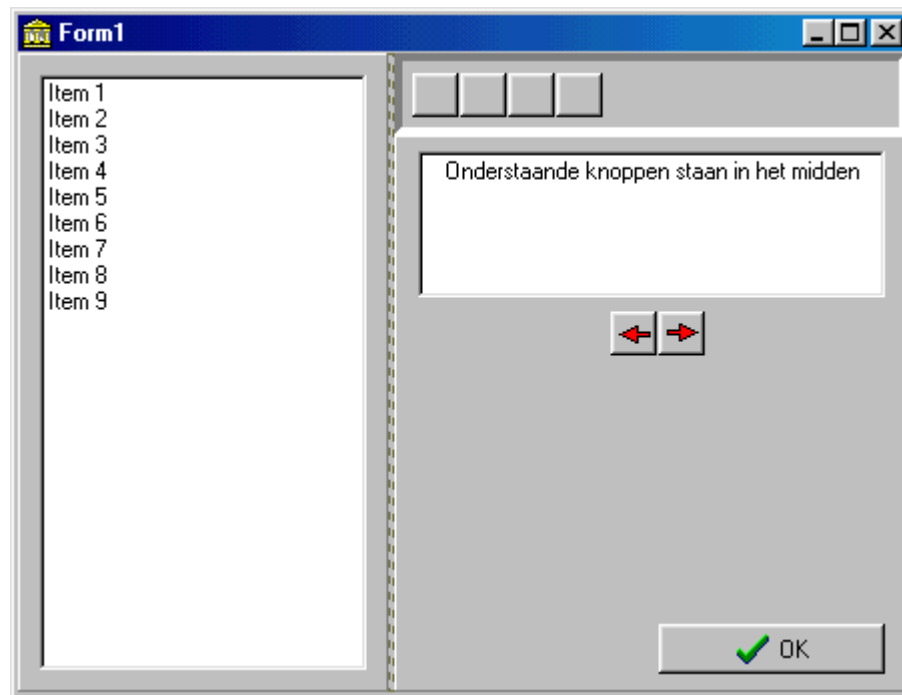 Form1
Item 1
Item 2
Item 3
Item 4
Item 5
Item 6
Item 7
Item 8
Item 9
Onderstaande knoppen staan in het midden
OK